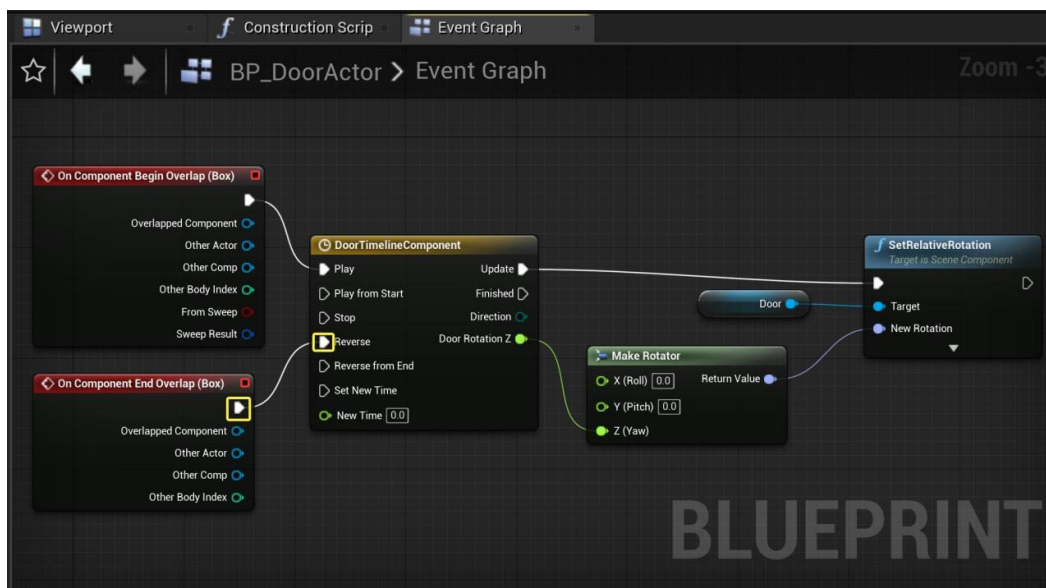 Viewport
Construction Scrip
Event Graph
BP_DoorActor > Event Graph
Zoom -3
On Component Begin Overlap (Box)
Overlapped Component
Other Actor
Other Comp
Other Body Index
From Sweep
Sweep Result
On Component End Overlap (Box)
Overlapped Component
Other Actor
Other Comp
Other Body Index
DoorTimelineComponent
Play Update
Play from Start Finished
Stop Direction
Reverse Door Rotation Z
Reverse from End
Set New Time
New Time 0.0
Door
Make Rotator
X (Roll) 0.0 Return Value
Y (Pitch) 0.0
Z (Yaw)
SetRelativeRotation
Target is Scene Component
Target
New Rotation
BLUEPRINT